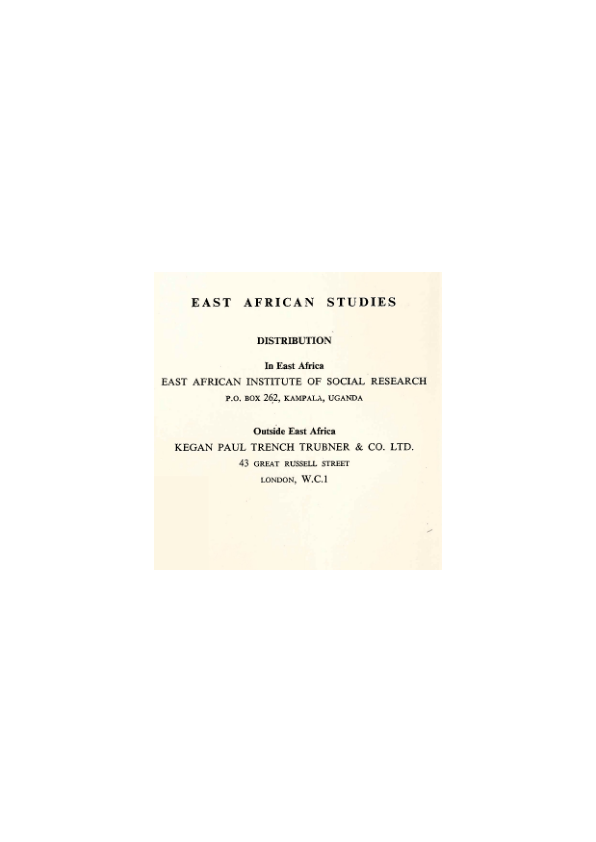 EAST AFRICAN STUDIES
DISTRIBUTION
In East Africa
EAST AFRICAN INSTITUTE OF SOCIAL RESEARCH
P.O. BOX 262, KAMPALA, UGANDA
Outside East Africa
KEGAN PAUL TRENCH TRUBNER & CO. LTD.
43 GREAT RUSSELL STREET
LONDON, W.C.1